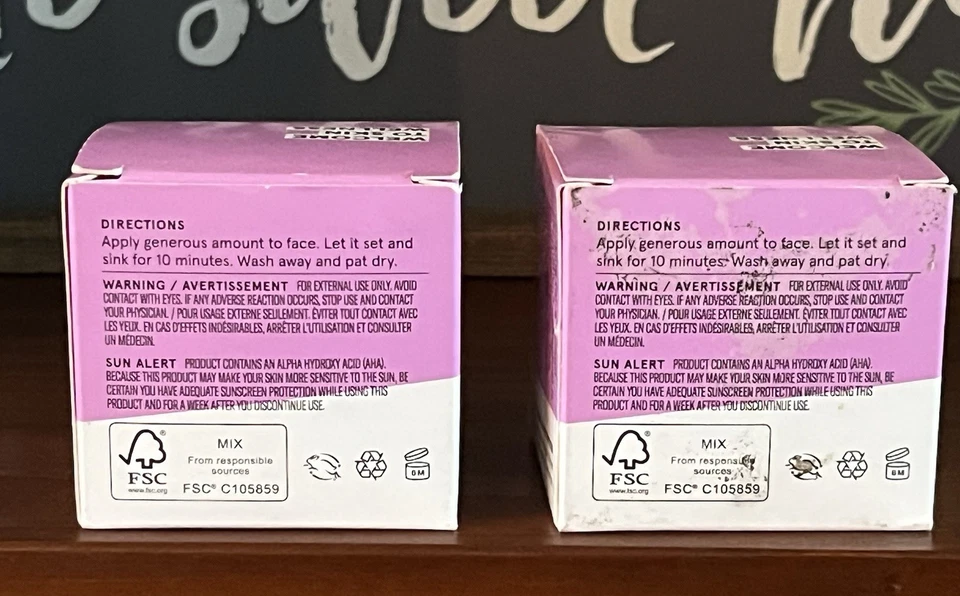 WELCOME
TO SKIN'S
WELCOME
TO SKIN'S
DIRECTIONS
Apply generous amount to face. Let it set and
sink for 10 minutes. Wash away and pat dry.
WARNING / AVERTISSEMENT FOR EXTERNAL USE ONLY. AVOID
CONTACT WITH EYES. IF ANY ADVERSE REACTION OCCURS, STOP USE AND CONTACT
YOUR PHYSICIAN. / POUR USAGE EXTERNE SEULEMENT. ÉVITER TOUT CONTACT AVEC
LES YEUX. EN CAS D'EFFETS INDÉSIRABLES, ARRÊTER L'UTILISATION ET CONSULTER
UN MÉDECIN.
SUN ALERT PRODUCT CONTAINS AN ALPHA HYDROXY ACID (AHA).
BECAUSE THIS PRODUCT MAY MAKE YOUR SKIN MORE SENSITIVE TO THE SUN, BE
CERTAIN YOU HAVE ADEQUATE SUNSCREEN PROTECTION WHILE USING THIS
PRODUCT AND FOR A WEEK AFTER YOU DISCONTINUE USE.
FSC®
www.fsc.org
MIX
From responsible
sources
FSC® C105859
6M
DIRECTIONS
Apply generous amount to face. Let it set and
sink for 10 minutes. Wash away and pat dry.
WARNING / AVERTISSEMENT FOR EXTERNAL USE ONLY. AVOID
CONTACT WITH EYES. IF ANY ADVERSE REACTION OCCURS, STOP USE AND CONTACT
YOUR PHYSICIAN. / POUR USAGE EXTERNE SEULEMENT. ÉVITER TOUT CONTACT AVEC
LES YEUX. EN CAS D'EFFETS INDÉSIRABLES, ARRÊTER L'UTILISATION ET CONSULTER
UN MÉDECIN.
SUN ALERT PRODUCT CONTAINS AN ALPHA HYDROXY ACID (AHA).
BECAUSE THIS PRODUCT MAY MAKE YOUR SKIN MORE SENSITIVE TO THE SUN, BE
CERTAIN YOU HAVE ADEQUATE SUNSCREEN PROTECTION WHILE USING THIS
PRODUCT AND FOR A WEEK AFTER YOU DISCONTINUE USE.
FSC®
www.fsc.org
MIX
From responsible
sources
FSC® C105859
6M